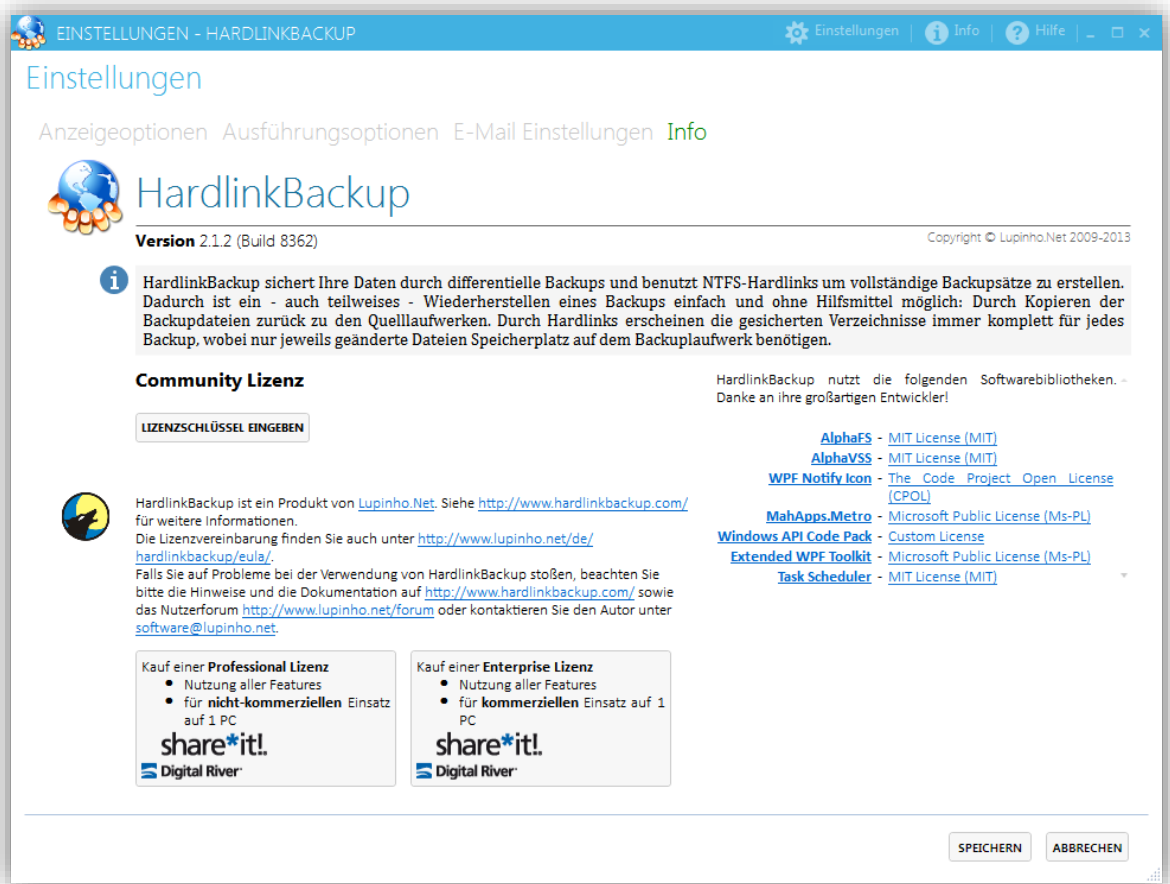 EINSTELLUNGEN - HARDLINKBACKUP
Einstellungen | Info | Hilfe
Einstellungen
Anzeigeoptionen Ausführungsoptionen E-Mail Einstellungen Info
HardlinkBackup
Version 2.1.2 (Build 8362)
Copyright © Lupinho.Net 2009-2013
HardlinkBackup sichert Ihre Daten durch differentielle Backups und benutzt NTFS-Hardlinks um vollständige Backupsätze zu erstellen.
Dadurch ist ein - auch teilweises - Wiederherstellen eines Backups einfach und ohne Hilfsmittel möglich: Durch Kopieren der
Backupdateien zurück zu den Quelllaufwerken. Durch Hardlinks erscheinen die gesicherten Verzeichnisse immer komplett für jedes
Backup, wobei nur jeweils geänderte Dateien Speicherplatz auf dem Backuplaufwerk benötigen.
Community Lizenz
LIZENZSCHLÜSSEL EINGEBEN
HardlinkBackup ist ein Produkt von Lupinho.Net. Siehe http://www.hardlinkbackup.com/
für weitere Informationen.
Die Lizenzvereinbarung finden Sie auch unter http://www.lupinho.net/de/
hardlinkbackup/eula/.
Falls Sie auf Probleme bei der Verwendung von HardlinkBackup stoßen, beachten Sie
bitte die Hinweise und die Dokumentation auf http://www.hardlinkbackup.com/ sowie
das Nutzerforum http://www.lupinho.net/forum oder kontaktieren Sie den Autor unter
software@lupinho.net.
HardlinkBackup nutzt die folgenden Softwarebibliotheken.
Danke an ihre großartigen Entwickler!
AlphaFS - MIT License (MIT)
AlphaVSS - MIT License (MIT)
WPF Notify Icon - The Code Project Open License
(CPOL)
MahApps.Metro - Microsoft Public License (Ms-PL)
Windows API Code Pack - Custom License
Extended WPF Toolkit - Microsoft Public License (Ms-PL)
Task Scheduler - MIT License (MIT)
Kauf einer Professional Lizenz
• Nutzung aller Features
• für nicht-kommerziellen Einsatz
auf 1 PC
share*it!.
Digital River
Kauf einer Enterprise Lizenz
• Nutzung aller Features
• für kommerziellen Einsatz auf 1
PC
share*it!.
Digital River
SPEICHERN
ABBRECHEN